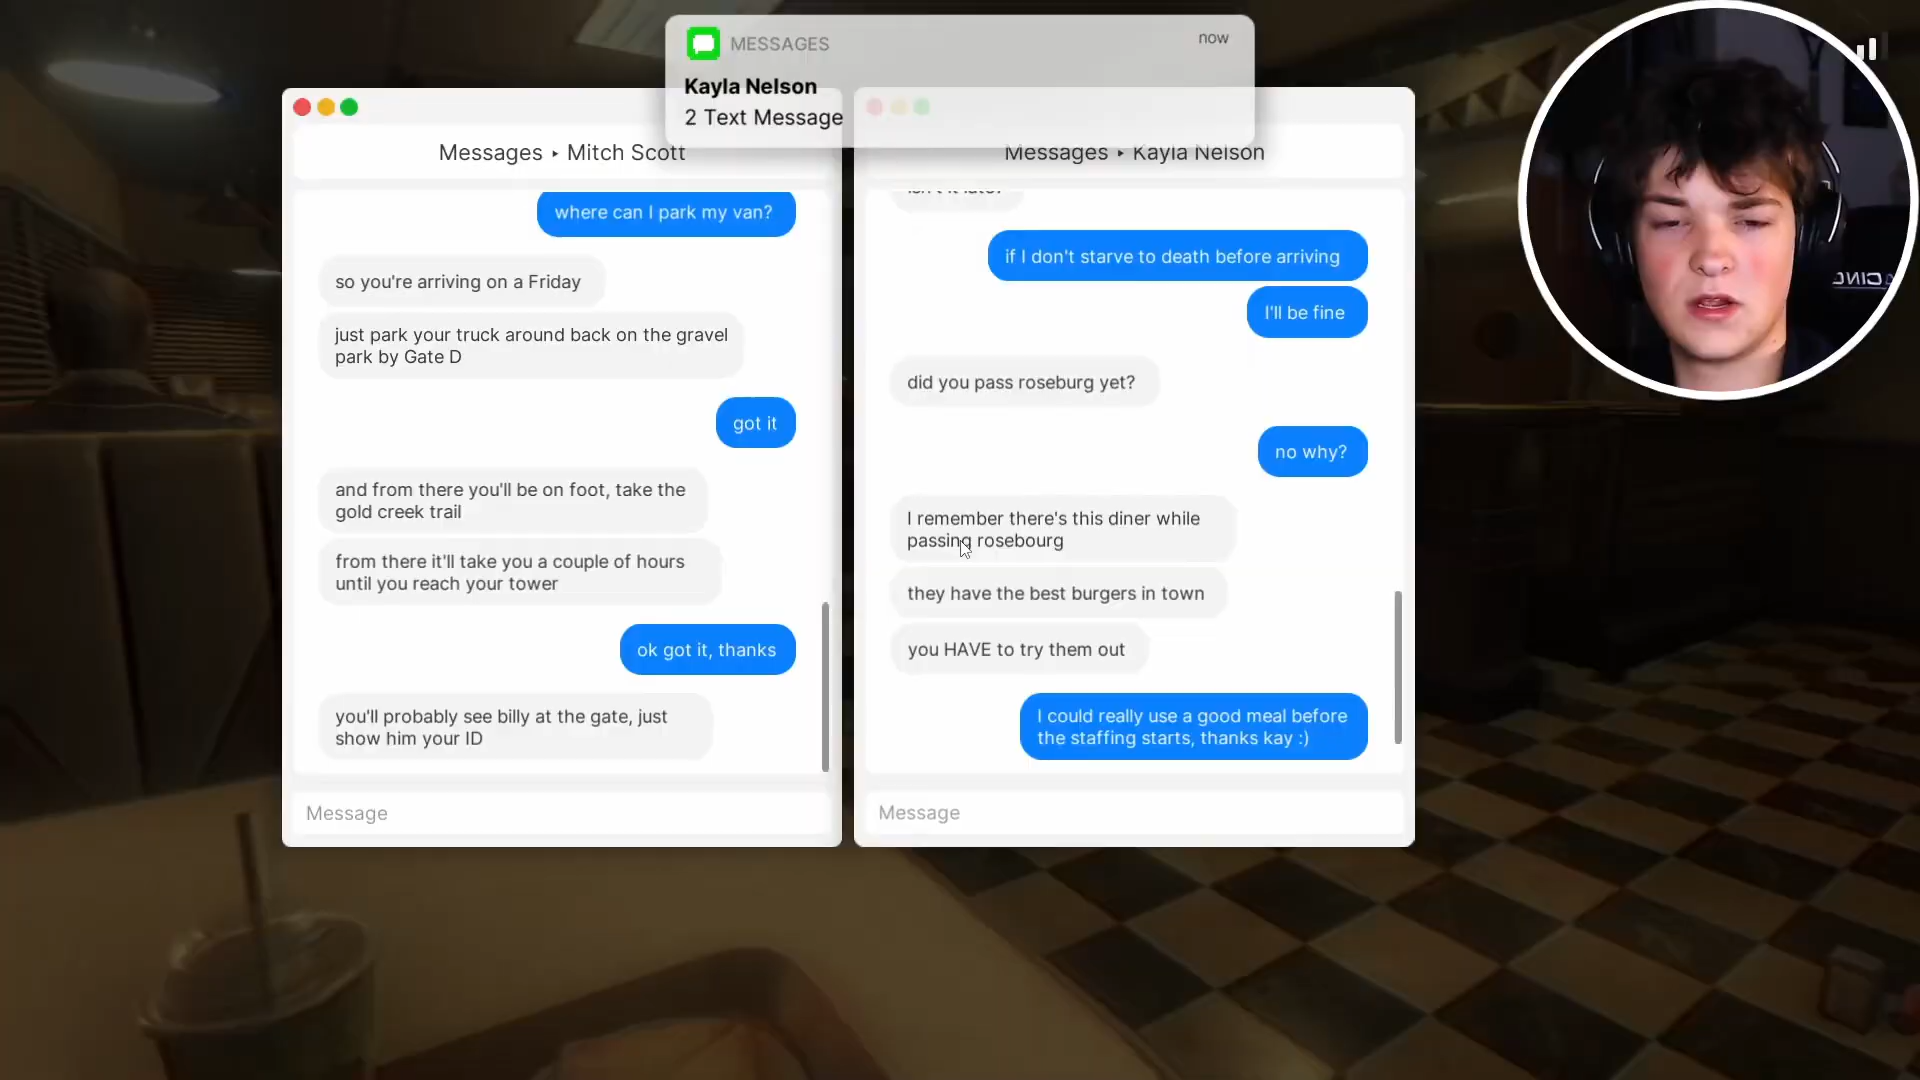 MESSAGES
now
Kayla Nelson
2 Text Message
Messages ‣ Mitch Scott
where can I park my van?
so you're arriving on a Friday
just park your truck around back on the gravel
park by Gate D
got it
and from there you'll be on foot, take the
gold creek trail
from there it'll take you a couple of hours
until you reach your tower
ok got it, thanks
you'll probably see billy at the gate, just
show him your ID
Message
Messages ‣ Kayla Nelson
isn't it late?
if I don't starve to death before arriving
I'll be fine
did you pass roseburg yet?
no why?
I remember there's this diner while
passing rosebourg
they have the best burgers in town
you HAVE to try them out
I could really use a good meal before
the staffing starts, thanks kay :)
Message